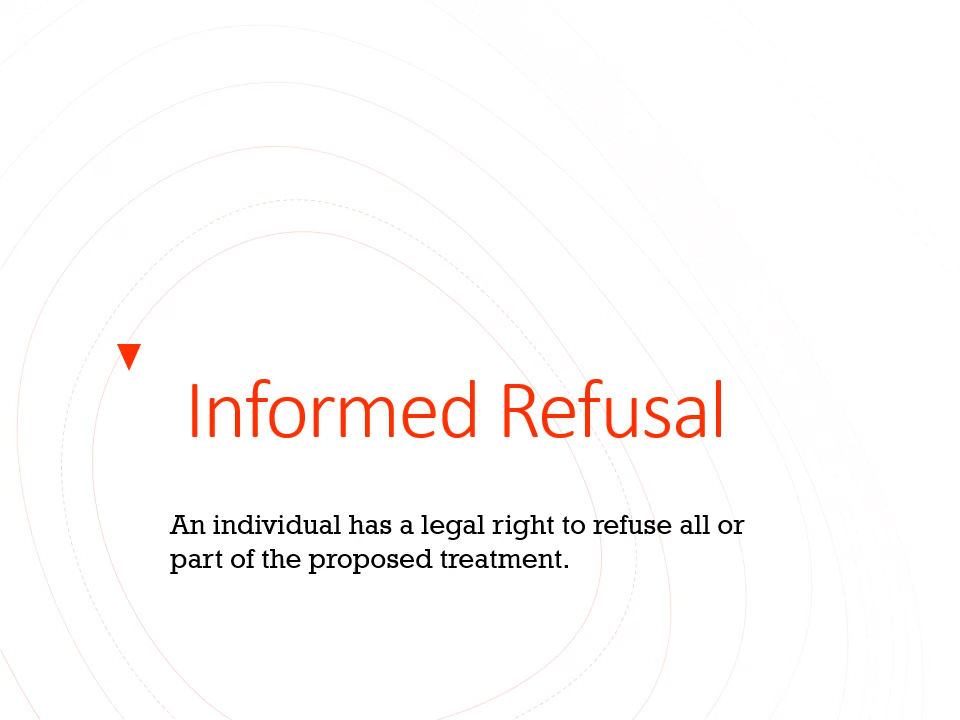 Informed Refusal
An individual has a legal right to refuse all or
part of the proposed treatment.